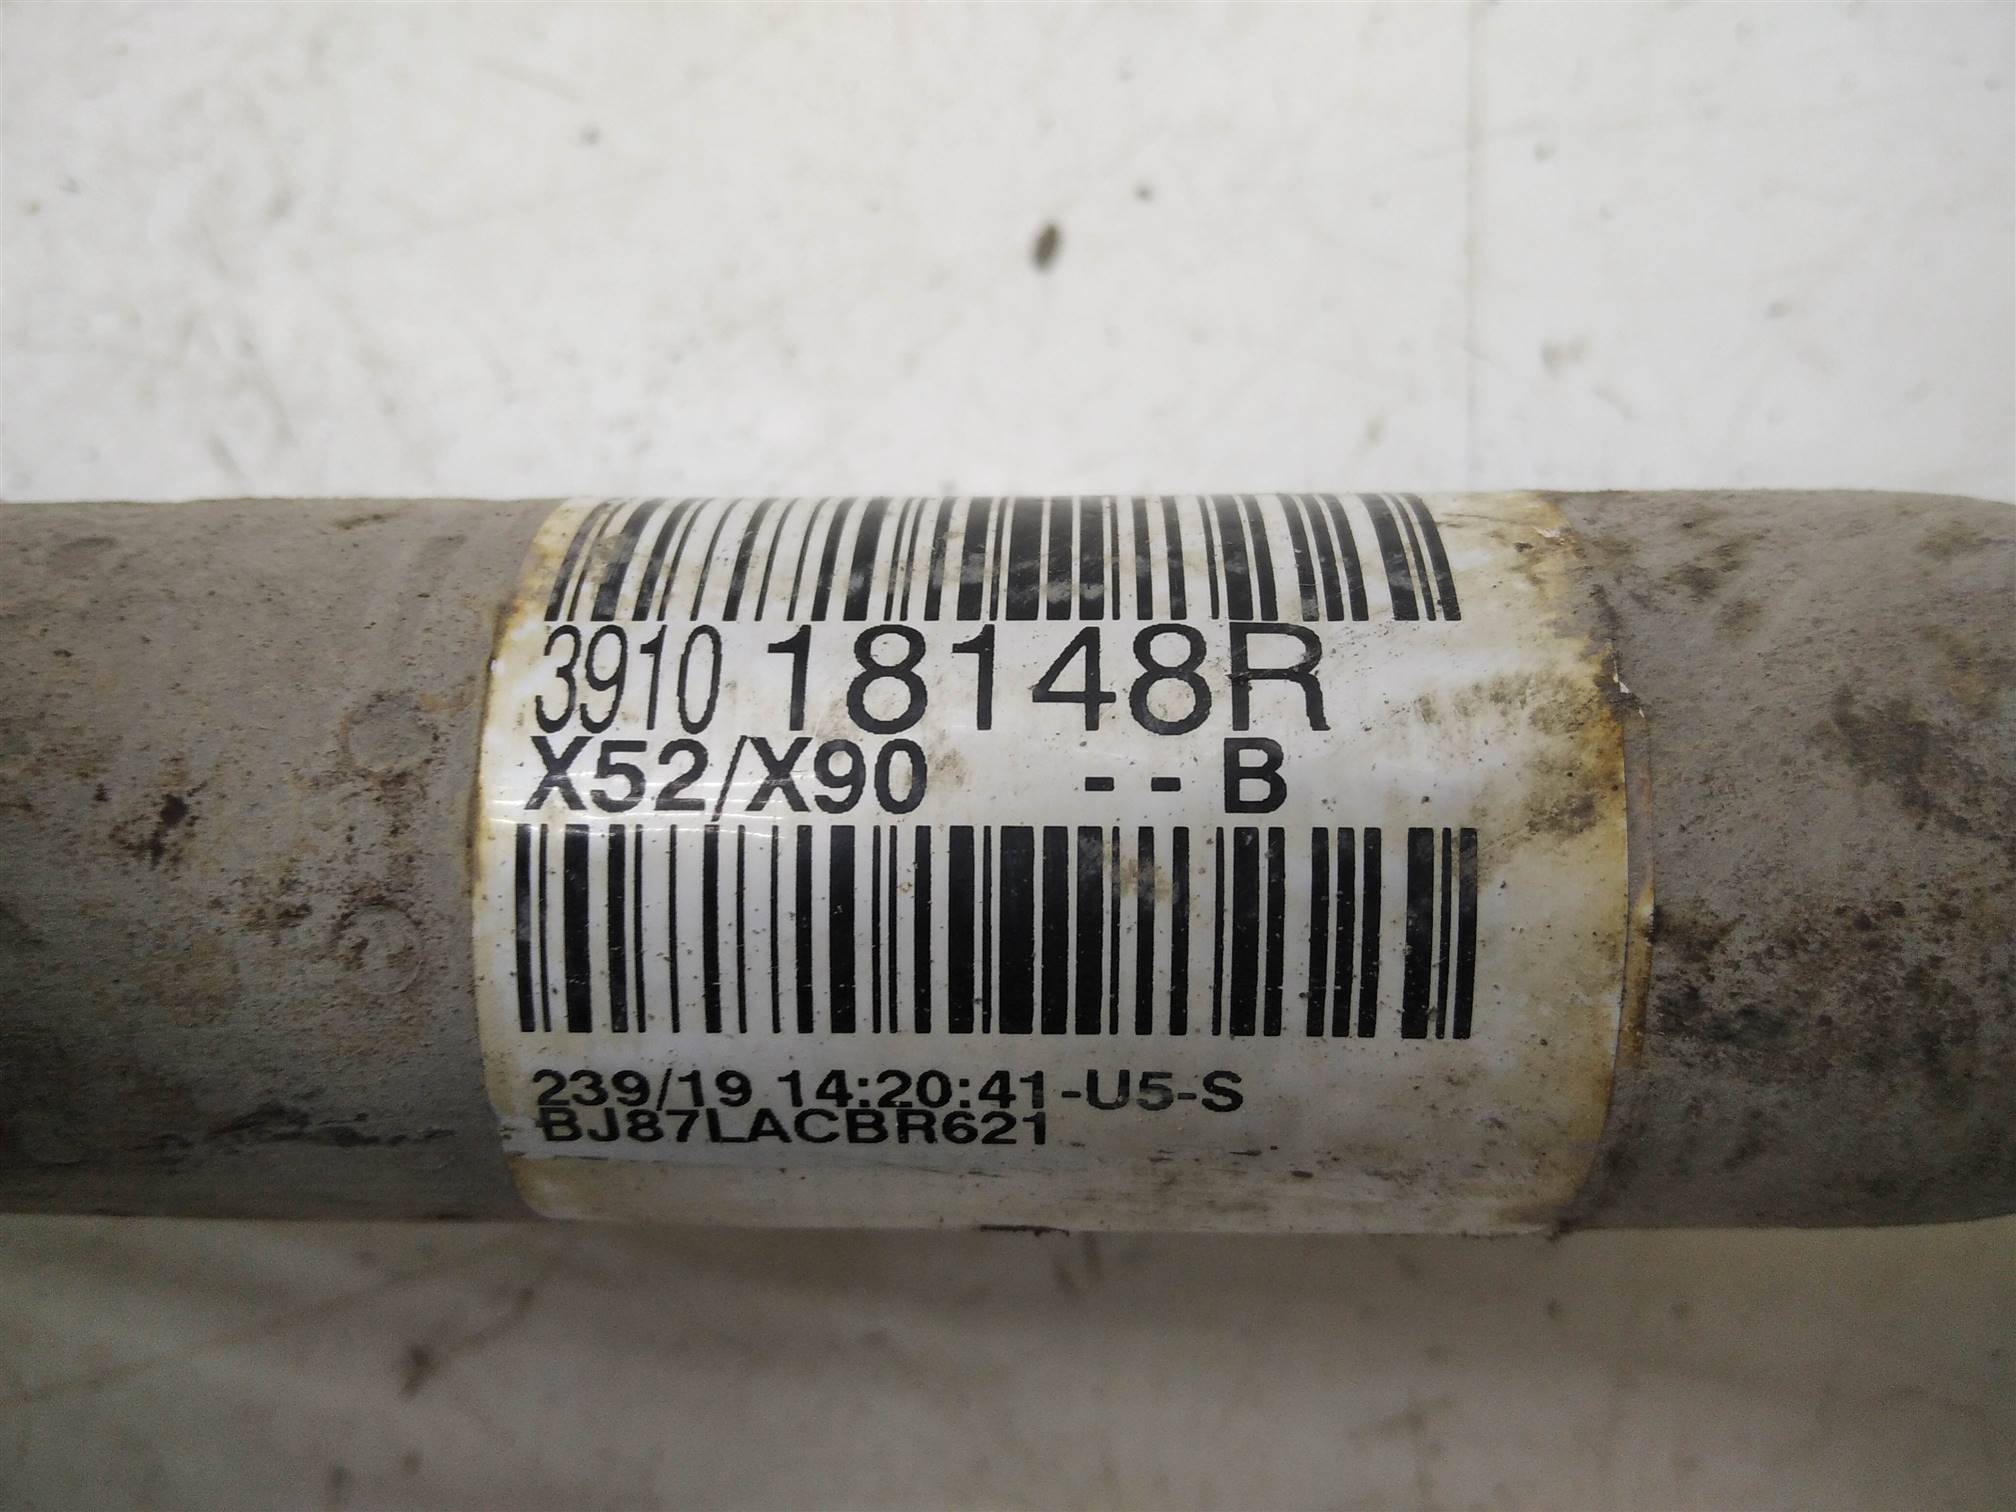 3910 18148R
X52/X90 - - B
239/19 14:20:41-U5-S
BJ87LACBR621